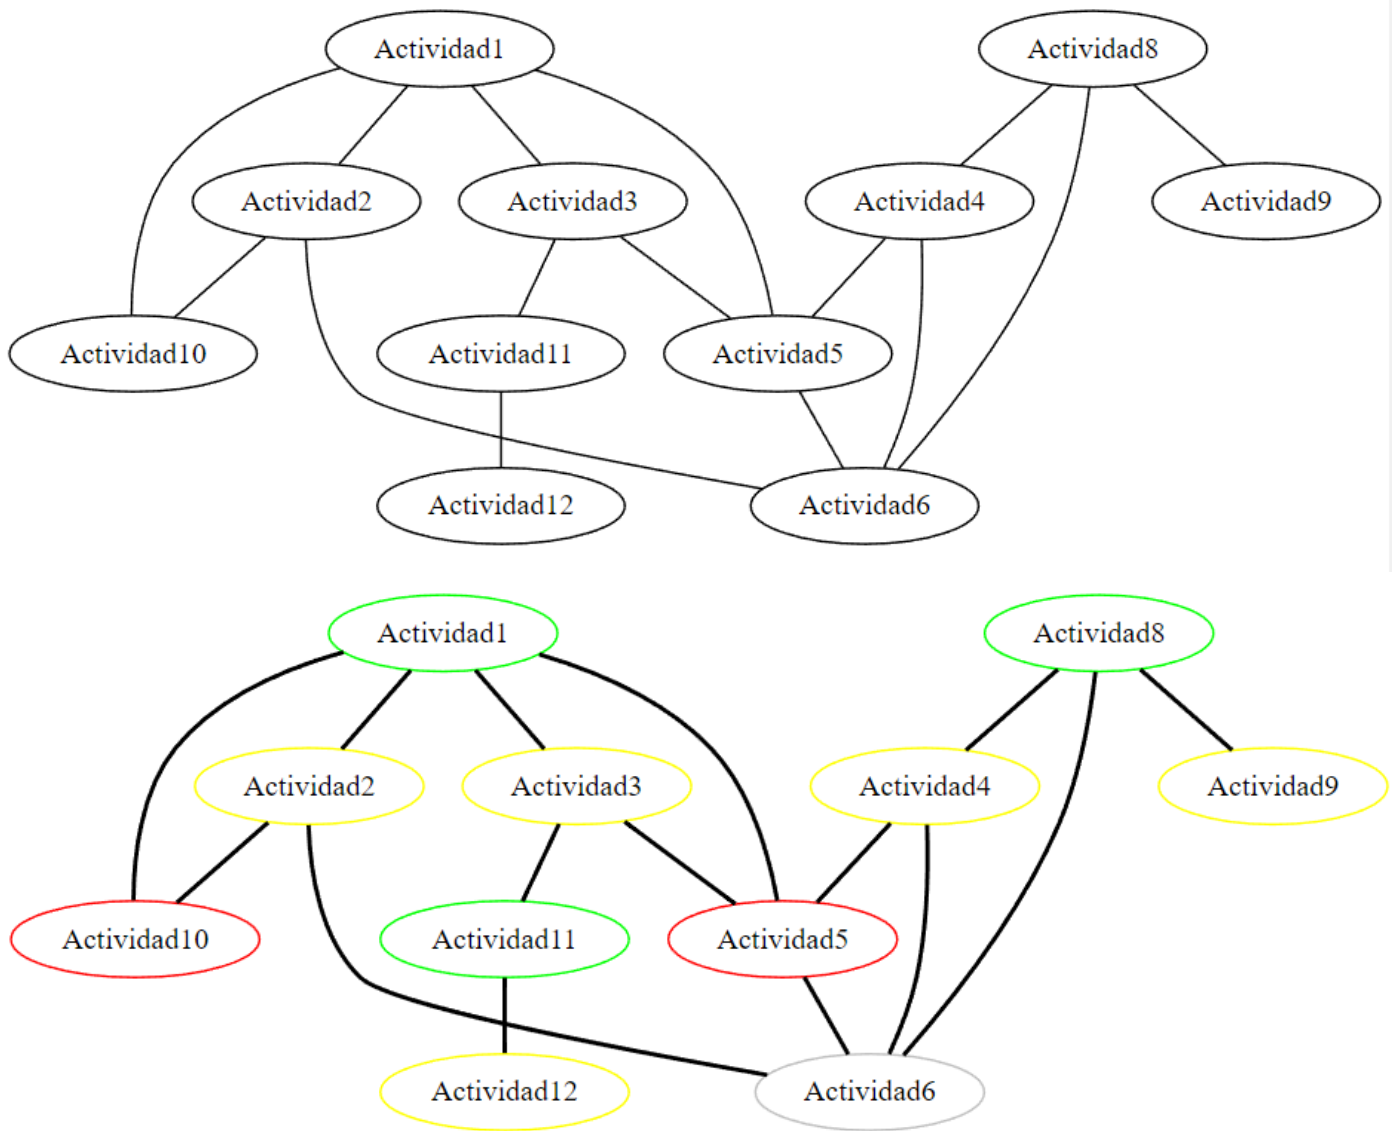 Actividad1
Actividad8
Actividad2
Actividad3
Actividad4
Actividad9
Actividad10
Actividad11
Actividad5
Actividad12
Actividad6
Actividad1
Actividad8
Actividad2
Actividad3
Actividad4
Actividad9
Actividad10
Actividad11
Actividad5
Actividad12
Actividad6